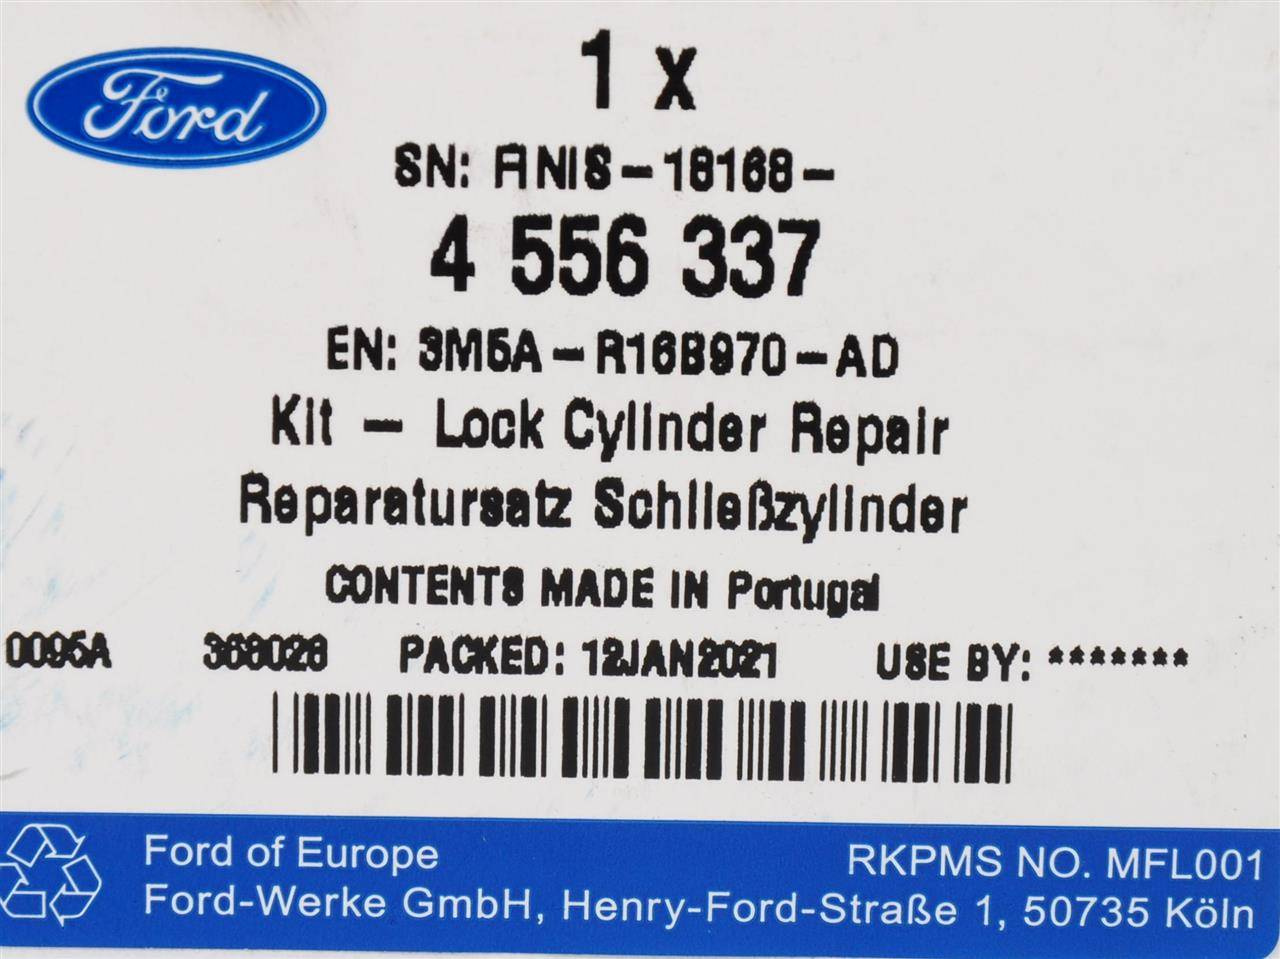 Ford
1 x
SN: ANIS-18168-
4 556 337
EN: 3M5A-R16B970-AD
Kit - Lock Cylinder Repair
Reparatursatz Schließzylinder
CONTENTS MADE IN Portugal
0095A 368028 PACKED: 12JAN2021 USE BY: *******
Ford of Europe RKPMS NO. MFL001
Ford-Werke GmbH, Henry-Ford-Straße 1, 50735 Köln